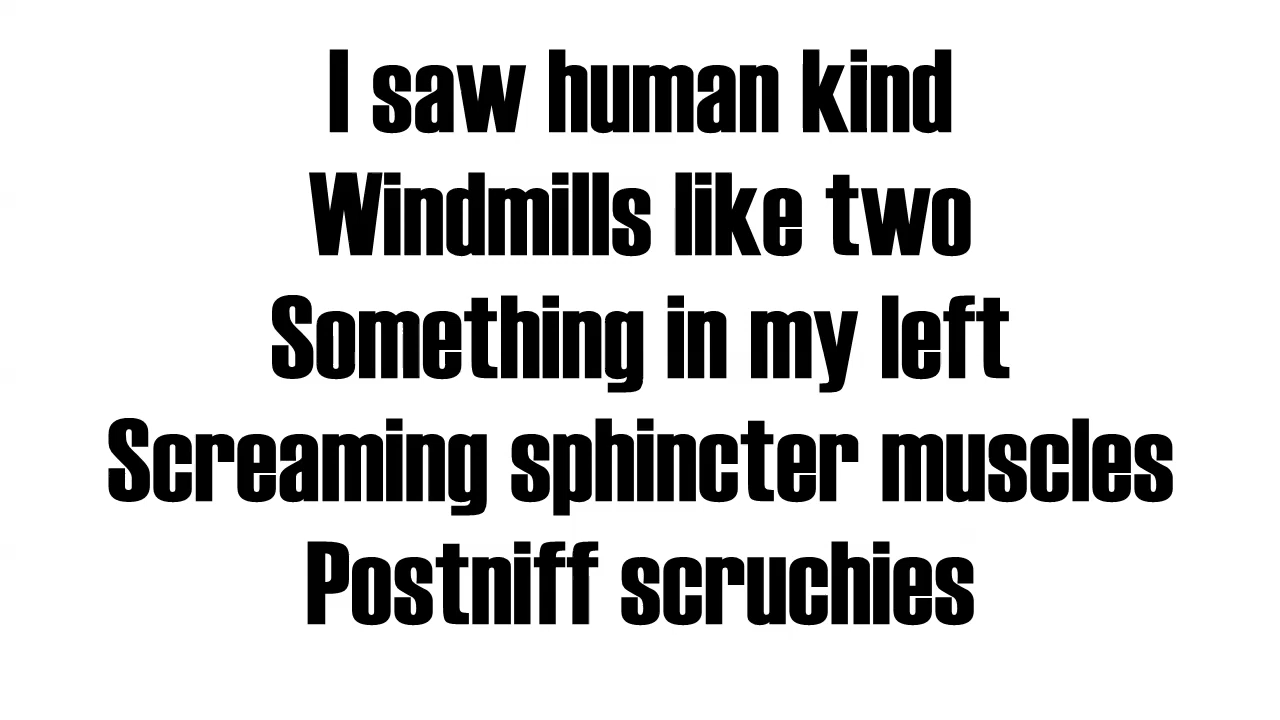 I saw human kind
Windmills like two
Something in my left
Screaming sphincter muscles
Postniff scruchies